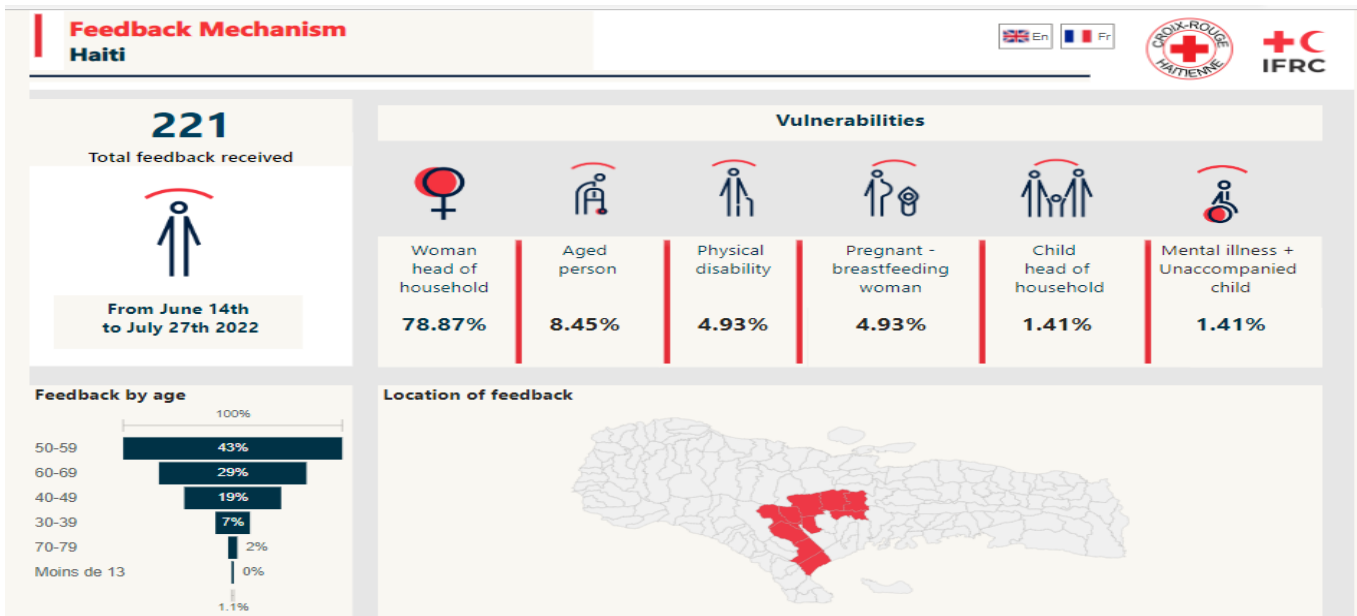 Feedback Mechanism
Haiti
En
Fr
CROIX-ROUGE
HAITIENNE
IFRC
221
Total feedback received
From June 14th
to July 27th 2022
Vulnerabilities
Woman
head of
household
78.87%
Aged
person
8.45%
Physical
disability
4.93%
Pregnant -
breastfeeding
woman
4.93%
Child
head of
household
1.41%
Mental illness +
Unaccompanied
child
1.41%
Feedback by age
100%
50-59 43%
60-69 29%
40-49 19%
30-39 7%
70-79 2%
Moins de 13 0%
1.1%
Location of feedback